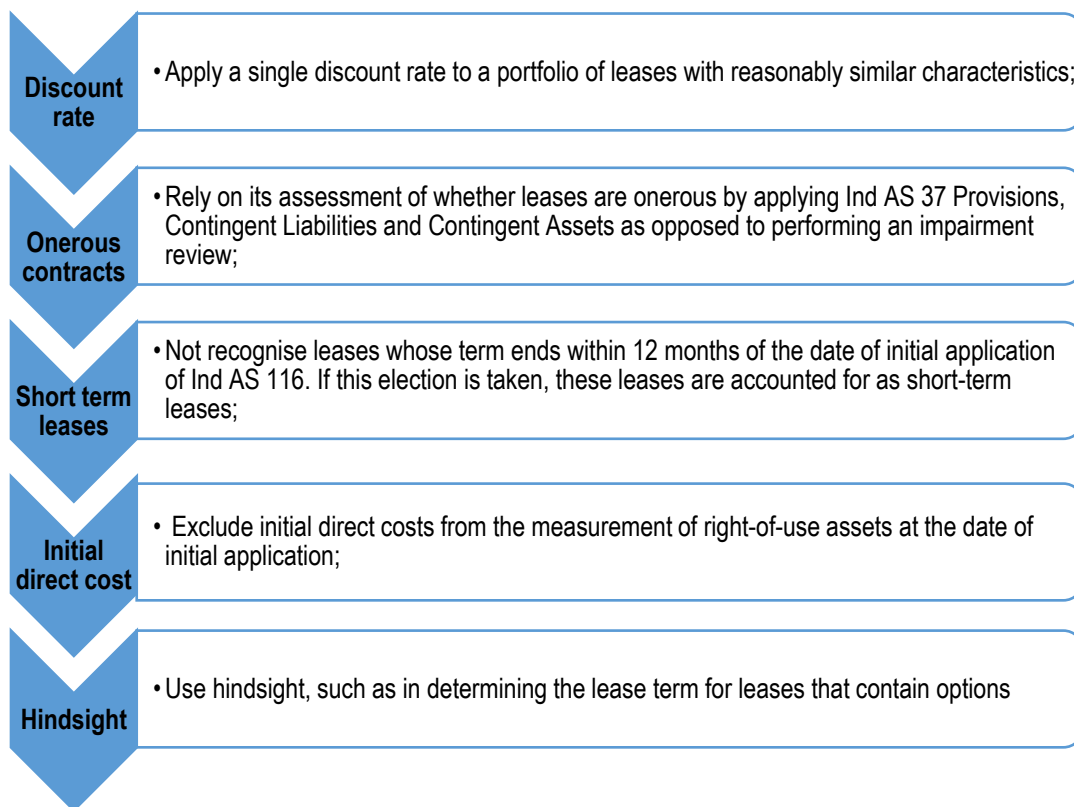 Discount
rate
•Apply a single discount rate to a portfolio of leases with reasonably similar characteristics;
Onerous
contracts
•Rely on its assessment of whether leases are onerous by applying Ind AS 37 Provisions,
Contingent Liabilities and Contingent Assets as opposed to performing an impairment
review;
Short term
leases
•Not recognise leases whose term ends within 12 months of the date of initial application
of Ind AS 116. If this election is taken, these leases are accounted for as short-term
leases;
Initial
direct cost
• Exclude initial direct costs from the measurement of right-of-use assets at the date of
initial application;
Hindsight
•Use hindsight, such as in determining the lease term for leases that contain options